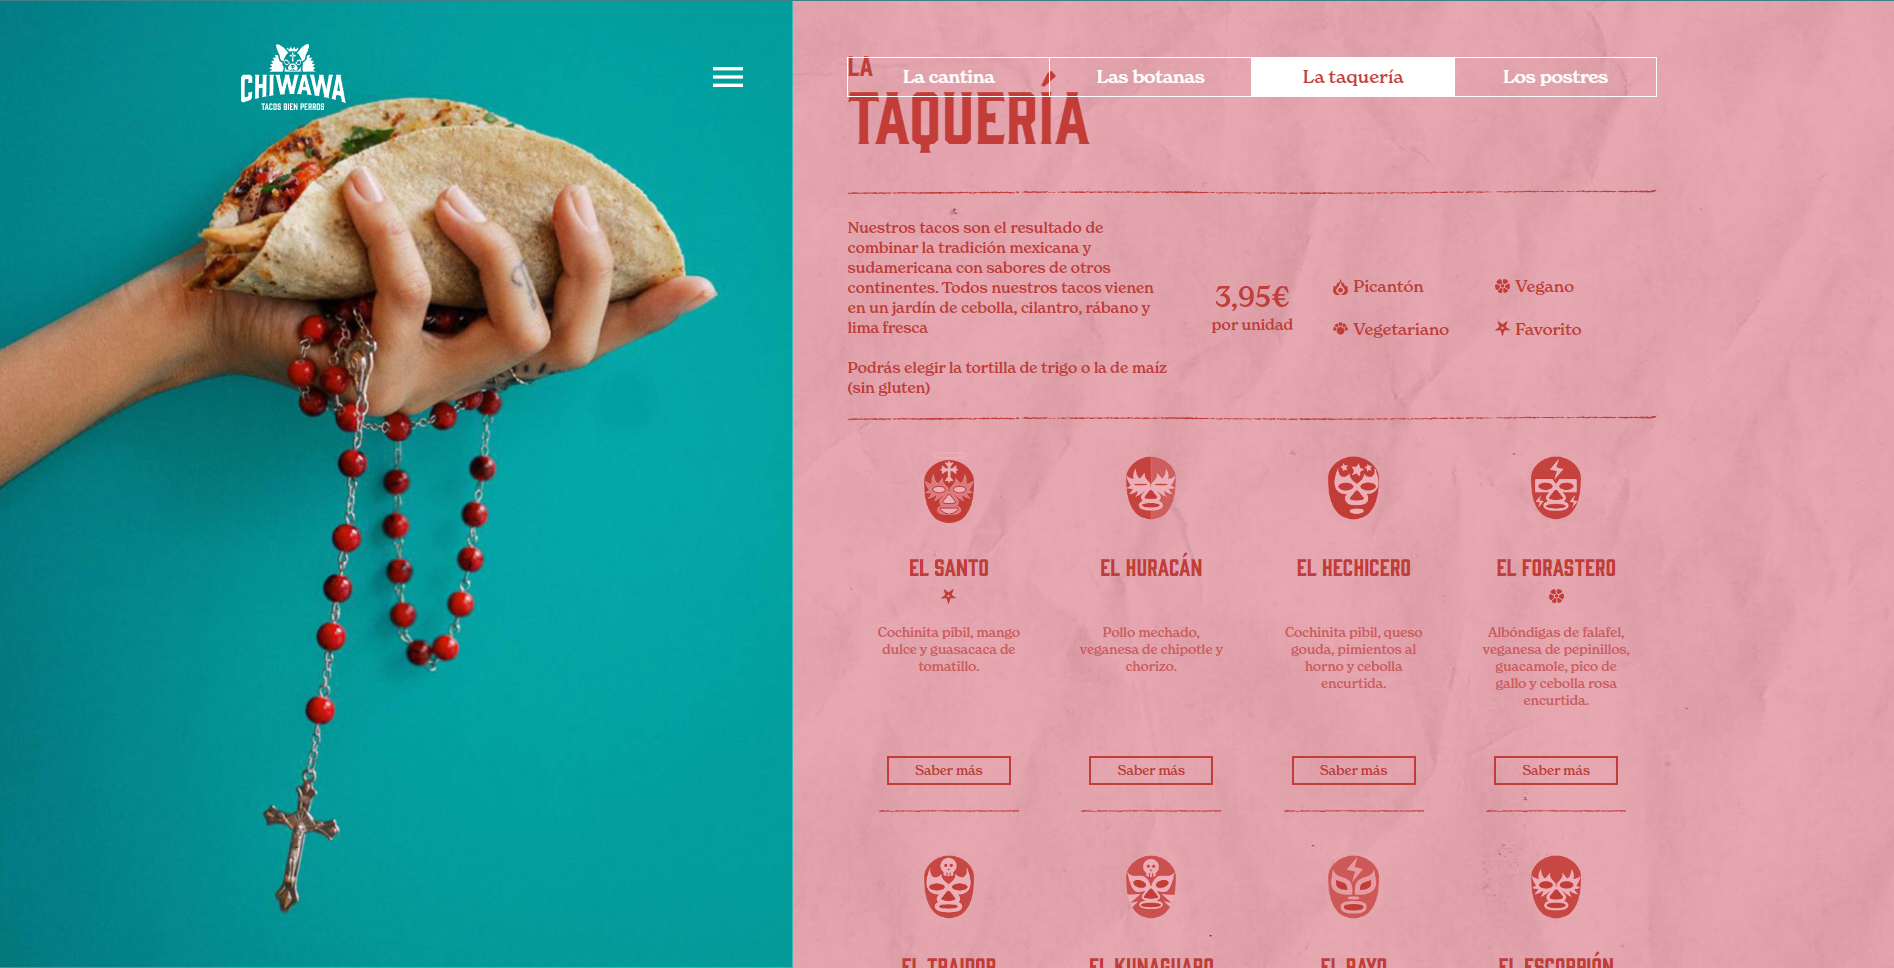 CHIWAWA
TACOS BIEN PERROS
La cantina
Las botanas
La taquería
Los postres
LA
TAQUERÍA
Nuestros tacos son el resultado de
combinar la tradición mexicana y
sudamericana con sabores de otros
continentes. Todos nuestros tacos vienen
en un jardín de cebolla, cilantro, rábano y
lima fresca
Podrás elegir la tortilla de trigo o la de maíz
(sin gluten)
3,95€
por unidad
Picantón
Vegano
Vegetariano
Favorito
EL SANTO
Cochinita pibil, mango
dulce y guasacaca de
tomatillo.
Saber más
EL HURACÁN
Pollo mechado,
veganesa de chipotle y
chorizo.
Saber más
EL HECHICERO
Cochinita pibil, queso
gouda, pimientos al
horno y cebolla
encurtida.
Saber más
EL FORASTERO
Albóndigas de falafel,
veganesa de pepinillos,
guacamole, pico de
gallo y cebolla rosa
encurtida.
Saber más
EL TRAIDOR
EL KUNAGUARO
EL RAYO
EL ESCORPIÓN